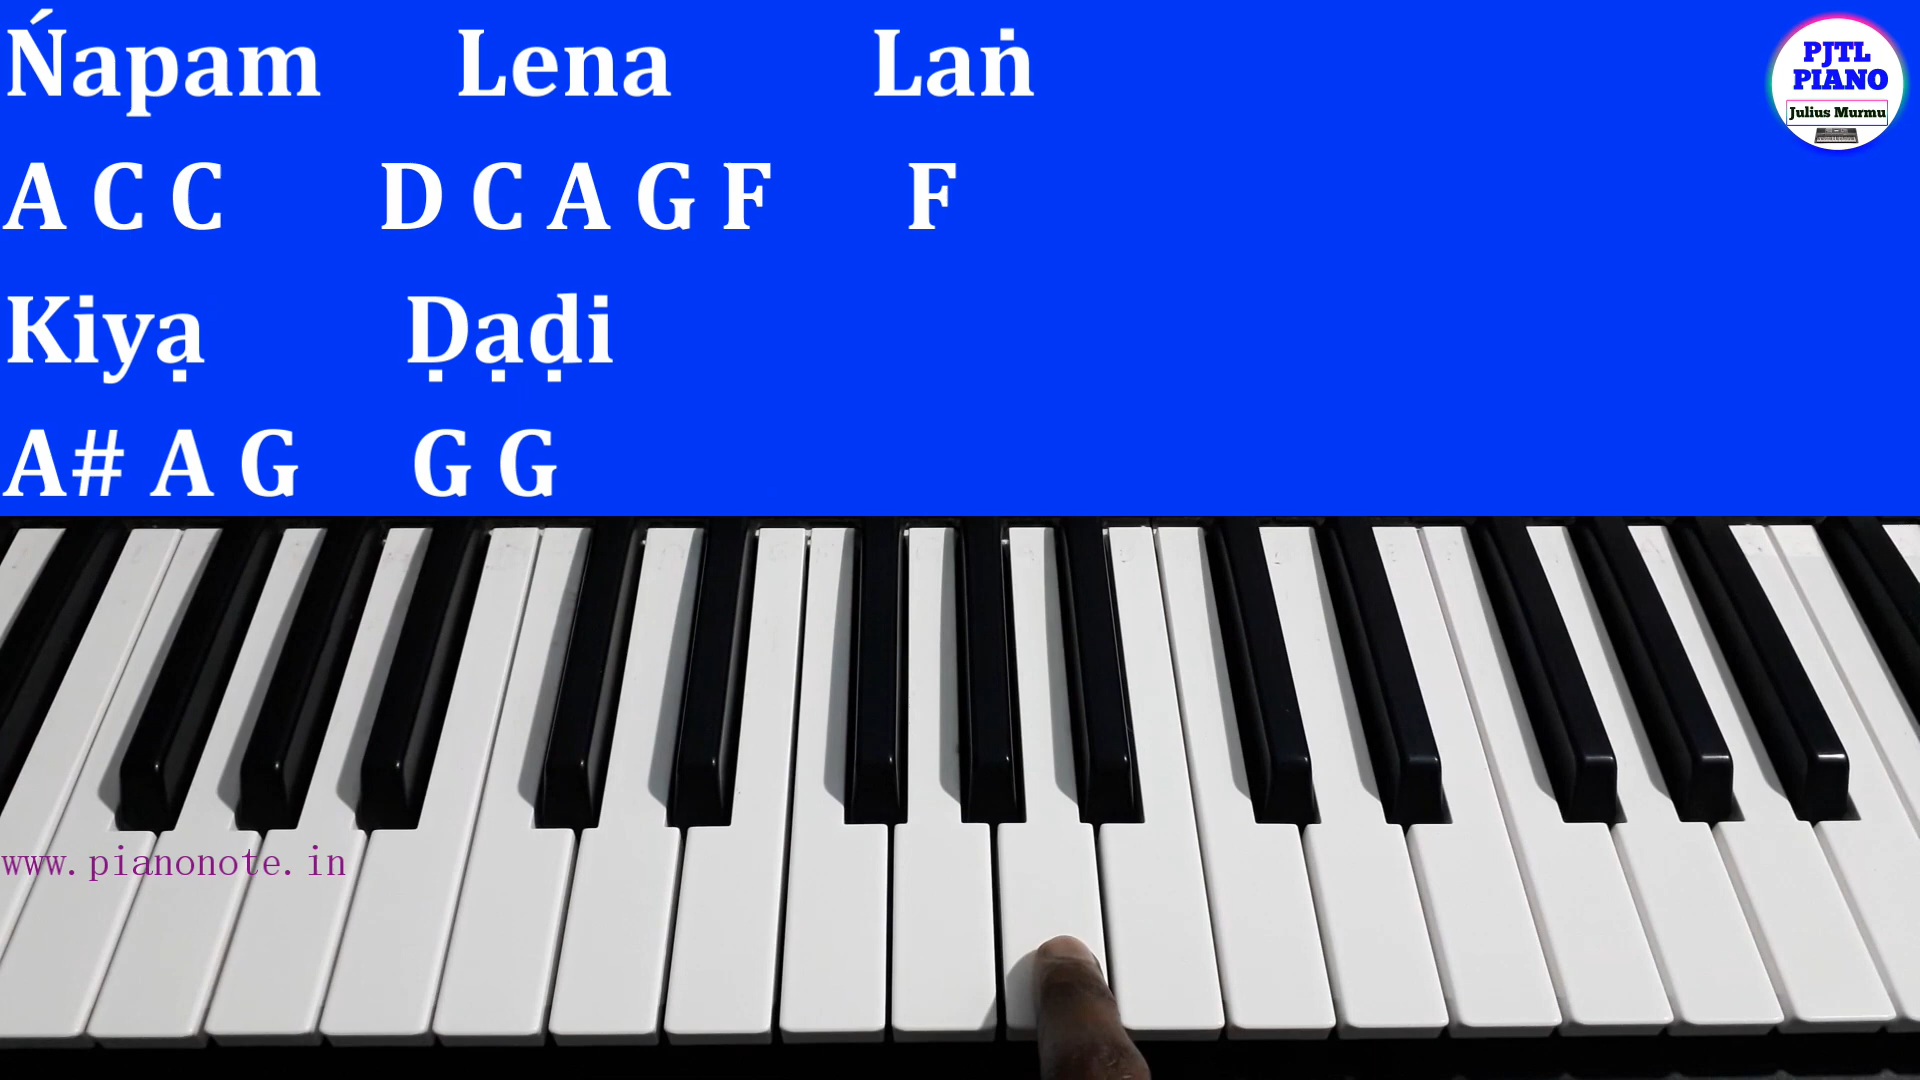 Ńapam Lena Laṅ
A C C D C A G F F
Kiyạ Ḍạḍi
A# A G G G
PJTL
PIANO
Julius Murmu
www.pianonote.in